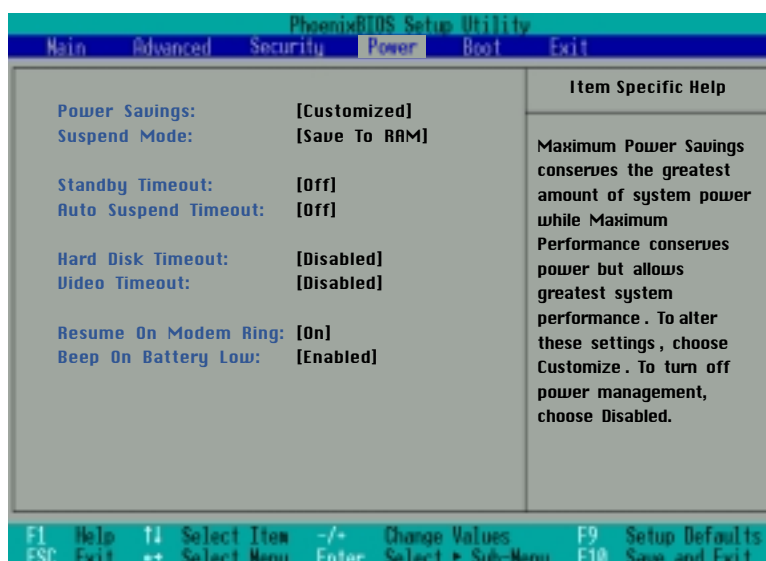 PhoenixBIOS Setup Utility
Main Advanced Security Power Boot Exit
Item Specific Help
Power Savings: [Customized]
Suspend Mode: [Save To RAM]
Standby Timeout: [Off]
Auto Suspend Timeout: [Off]
Hard Disk Timeout: [Disabled]
Video Timeout: [Disabled]
Resume On Modem Ring: [On]
Beep On Battery Low: [Enabled]
Maximum Power Savings
conserves the greatest
amount of system power
while Maximum
Performance conserves
power but allows
greatest system
performance . To alter
these settings , choose
Customize . To turn off
power management,
choose Disabled.
F1 Help ↑↓ Select Item -/+ Change Values F9 Setup Defaults
ESC Exit ↔ Select Menu Enter Select ▸ Sub-Menu F10 Save and Exit